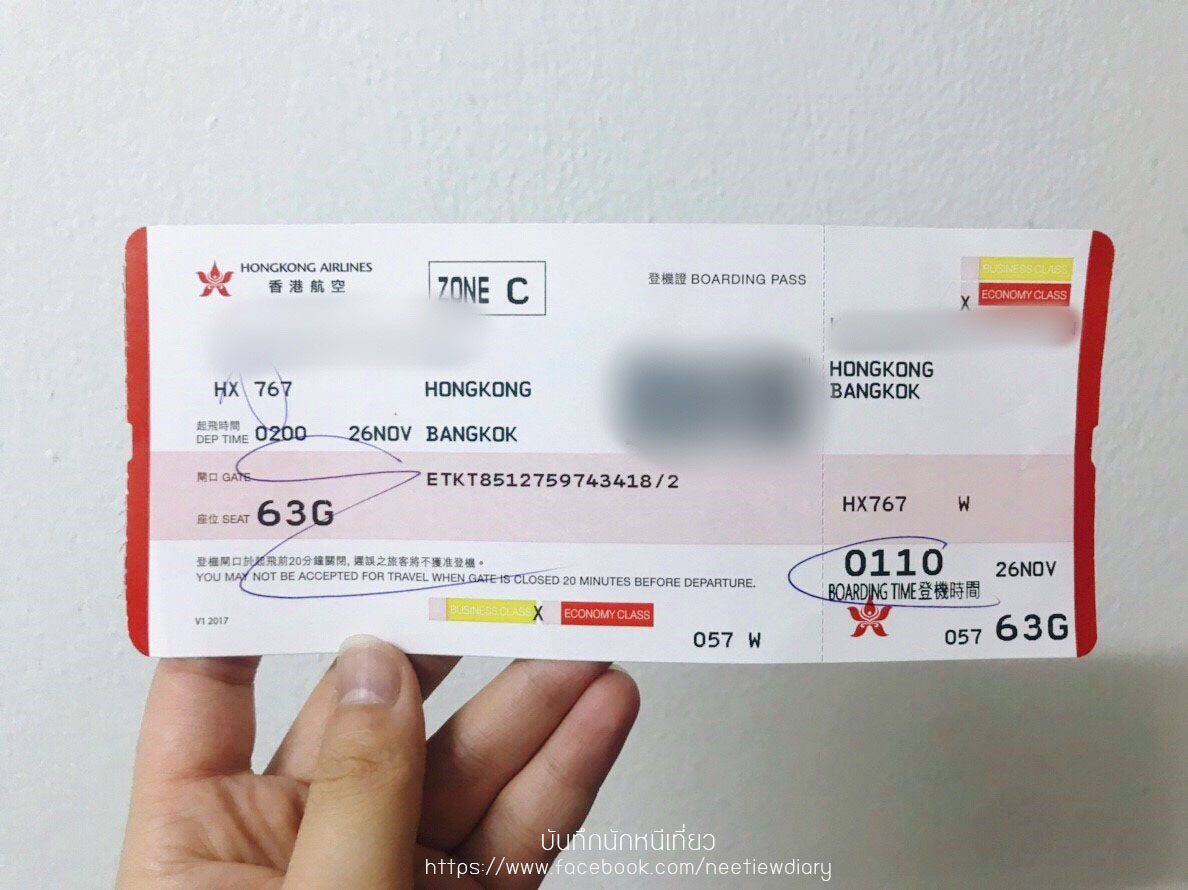 HONGKONG AIRLINES
香港航空
ZONE C
登機證 BOARDING PASS
BUSINESS CLASS
X ECONOMY CLASS
HX 767 HONGKONG
起飛時間
DEP TIME 0200 26NOV BANGKOK
閘口 GATE
ETKT8512759743418/2
座位 SEAT 63G
登機閘口於起飛前20分鐘關閉, 遲誤之旅客將不獲准登機。
YOU MAY NOT BE ACCEPTED FOR TRAVEL WHEN GATE IS CLOSED 20 MINUTES BEFORE DEPARTURE.
BUSINESS CLASS X ECONOMY CLASS
V1 2017
057 W
HONGKONG
BANGKOK
HX767 W
0110 26NOV
BOARDING TIME登機時間
057 63G
บันทึกนักหนีเที่ยว
https://www.facebook.com/neetiewdiary